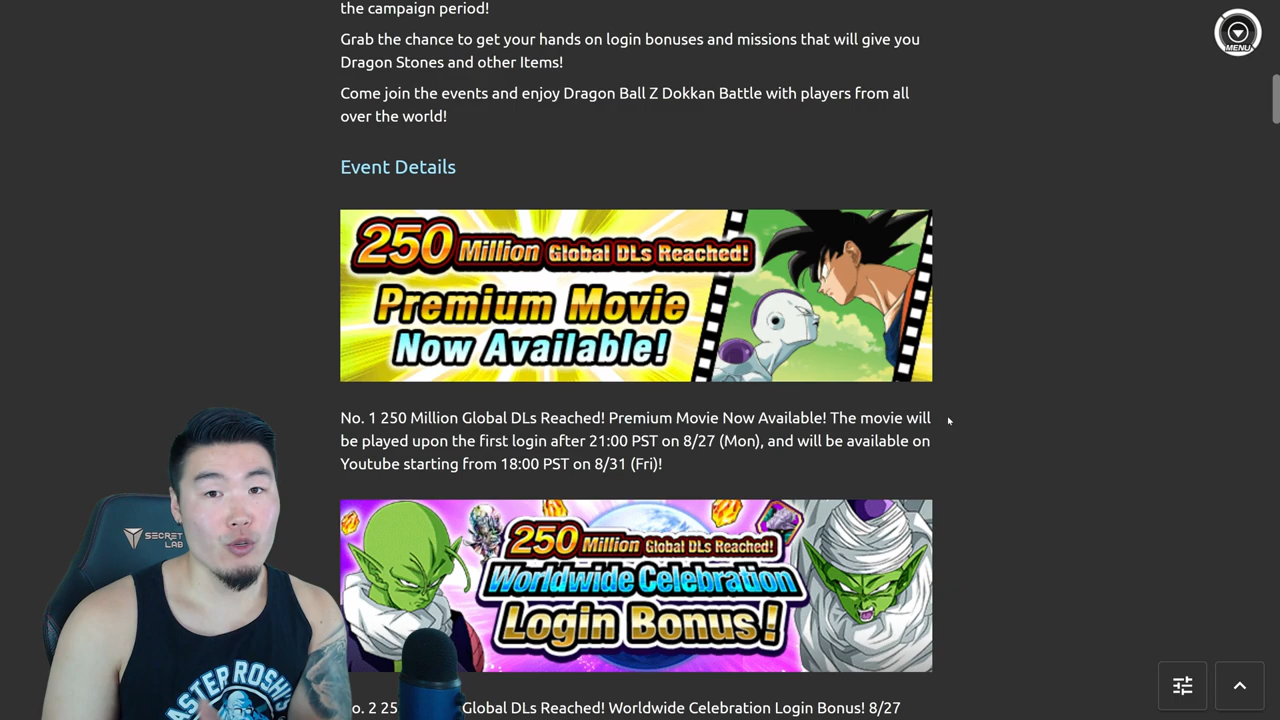 the campaign period!
MENU
Grab the chance to get your hands on login bonuses and missions that will give you
Dragon Stones and other Items!
Come join the events and enjoy Dragon Ball Z Dokkan Battle with players from all
over the world!
Event Details
250 Million Global DLs Reached!
Premium Movie
Now Available!
No. 1 250 Million Global DLs Reached! Premium Movie Now Available! The movie will
be played upon the first login after 21:00 PST on 8/27 (Mon), and will be available on
Youtube starting from 18:00 PST on 8/31 (Fri)!
250 Million Global DLs Reached!
Worldwide Celebration
Login Bonus!
SECRET
LAB
ASTER ROSHI'S
o. 2 25 Global DLs Reached! Worldwide Celebration Login Bonus! 8/27